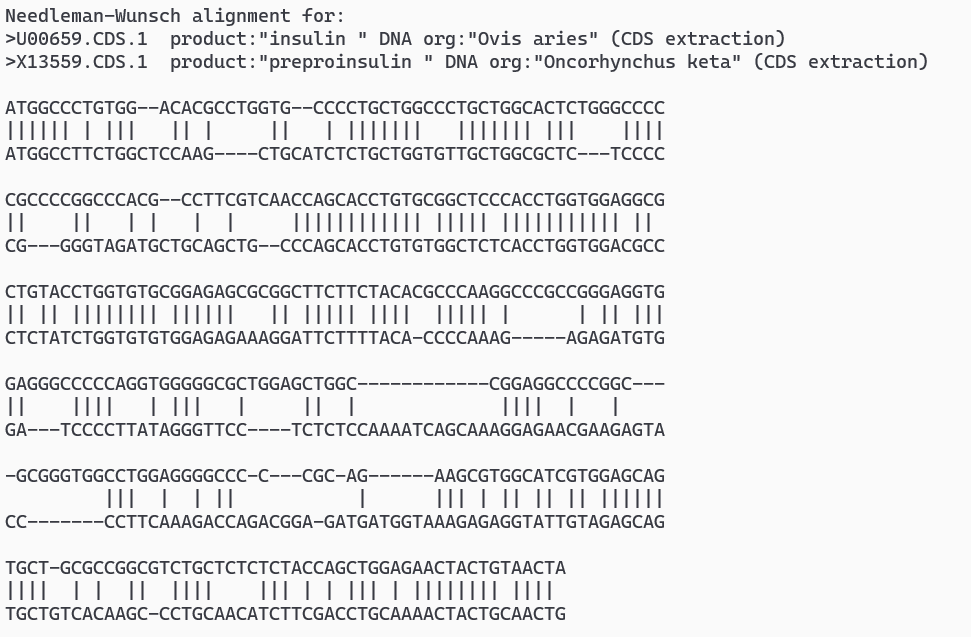 Needleman-Wunsch alignment for:
>U00659.CDS.1  product:"insulin " DNA org:"Ovis aries" (CDS extraction)
>X13559.CDS.1  product:"preproinsulin " DNA org:"Oncorhynchus keta" (CDS extraction)
ATGGCCCTGTGG--ACACGCCTGGTG--CCCCTGCTGGCCCTGCTGGCACTCTGGGCCCC
|||||| | |||   || |     ||   | |||||||   ||||||| |||    ||||
ATGGCCTTCTGGCTCCAAG----CTGCATCTCTGCTGGTGTTGCTGGCGCTC---TCCCC
CGCCCCGGCCCACG--CCTTCGTCAACCAGCACCTGTGCGGCTCCCACCTGGTGGAGGCG
||    ||   | |   |  |     |||||||||||| ||||| ||||||||||| || 
CG---GGGTAGATGCTGCAGCTG--CCCAGCACCTGTGTGGCTCTCACCTGGTGGACGCC
CTGTACCTGGTGTGCGGAGAGCGCGGCTTCTTCTACACGCCCAAGGCCCGCCGGGAGGTG
|| || |||||||| ||||||   || ||||| ||||  ||||| |      | || |||
CTCTATCTGGTGTGTGGAGAGAAAGGATTCTTTTACA-CCCCAAAG-----AGAGATGTG
GAGGGCCCCCAGGTGGGGGCGCTGGAGCTGGC------------CGGAGGCCCCGGC---
||    ||||   | |||   |     ||  |             ||||  |   |
GA---TCCCCTTATAGGGTTCC----TCTCTCCAAAATCAGCAAAGGAGAACGAAGAGTA
-GCGGGTGGCCTGGAGGGGCCC-C---CGC-AG------AAGCGTGGCATCGTGGAGCAG
         |||  |  | ||           |      ||| | || || || ||||||
CC-------CCTTCAAAGACCAGACGGA-GATGATGGTAAAGAGAGGTATTGTAGAGCAG
TGCT-GCGCCGGCGTCTGCTCTCTCTACCAGCTGGAGAACTACTGTAACTA
||||  | |  ||  ||||    ||| | | ||| | |||||||| ||||
TGCTGTCACAAGC-CCTGCAACATCTTCGACCTGCAAAACTACTGCAACTG